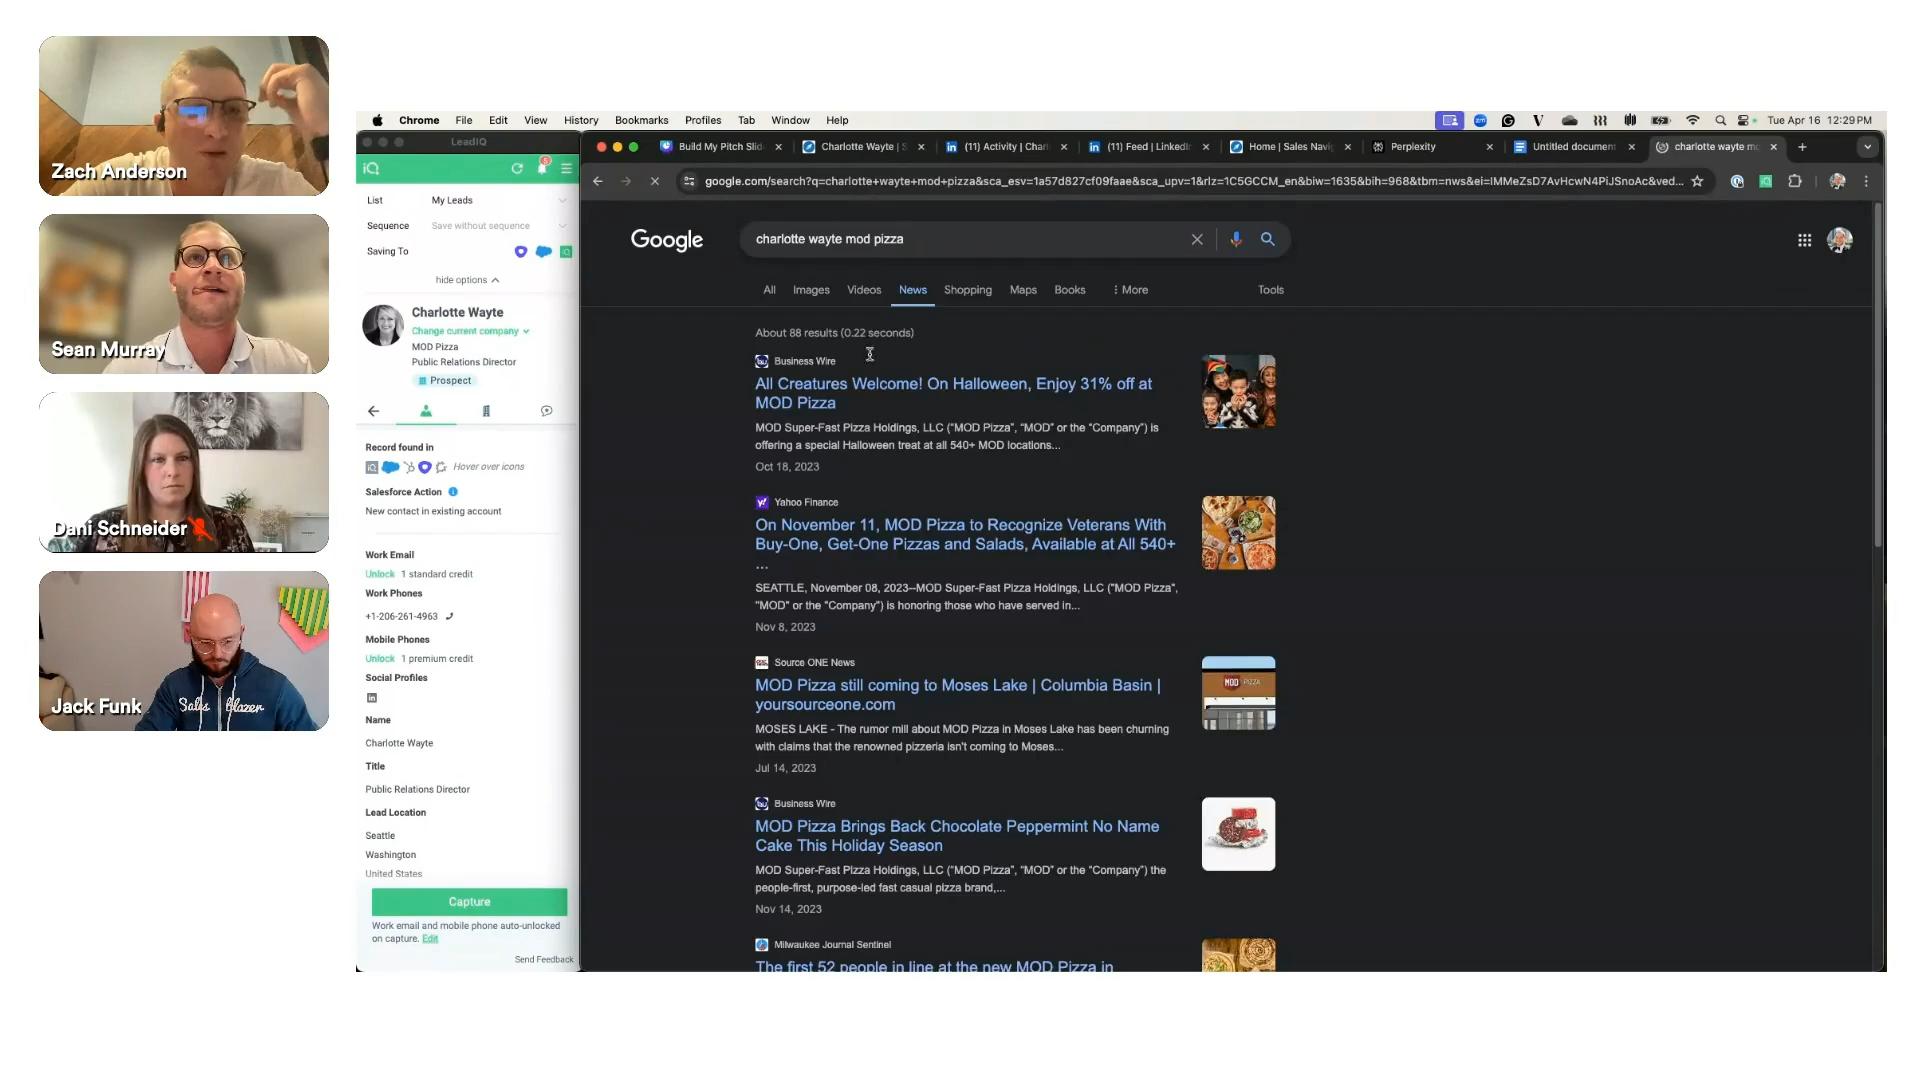 Zach Anderson
Sean Murray
Dani Schneider
Jack Funk
Sales Blazer
Chrome File Edit View History Bookmarks Profiles Tab Window Help
Tue Apr 16 12:29 PM
LeadIQ
List My Leads
Sequence Save without sequence
Saving To
hide options
Charlotte Wayte
Change current company
MOD Pizza
Public Relations Director
Prospect
Record found in
Hover over icons
Salesforce Action
New contact in existing account
Work Email
Unlock 1 standard credit
Work Phones
+1-206-261-4963
Mobile Phones
Unlock 1 premium credit
Social Profiles
Name
Charlotte Wayte
Title
Public Relations Director
Lead Location
Seattle
Washington
United States
Capture
Work email and mobile phone auto-unlocked
on capture. Edit
Send Feedback
Build My Pitch Slid
Charlotte Wayte | S
(11) Activity | Charl
(11) Feed | LinkedIn
Home | Sales Navig
Perplexity
Untitled document
charlotte wayte mo
google.com/search?q=charlotte+wayte+mod+pizza&sca_esv=1a57d827cf09faae&sca_upv=1&rlz=1C5GCCM_en&biw=1635&bih=968&tbm=nws&ei=IMMeZsD7AvHcwN4PiJSnoAc&ved...
Google
charlotte wayte mod pizza
All Images Videos News Shopping Maps Books More Tools
About 88 results (0.22 seconds)
Business Wire
All Creatures Welcome! On Halloween, Enjoy 31% off at
MOD Pizza
MOD Super-Fast Pizza Holdings, LLC ("MOD Pizza", "MOD" or the "Company") is
offering a special Halloween treat at all 540+ MOD locations...
Oct 18, 2023
Yahoo Finance
On November 11, MOD Pizza to Recognize Veterans With
Buy-One, Get-One Pizzas and Salads, Available at All 540+
...
SEATTLE, November 08, 2023--MOD Super-Fast Pizza Holdings, LLC ("MOD Pizza",
"MOD" or the "Company") is honoring those who have served in...
Nov 8, 2023
Source ONE News
MOD Pizza still coming to Moses Lake | Columbia Basin |
yoursourceone.com
MOSES LAKE - The rumor mill about MOD Pizza in Moses Lake has been churning
with claims that the renowned pizzeria isn't coming to Moses...
Jul 14, 2023
MOD PIZZA
Business Wire
MOD Pizza Brings Back Chocolate Peppermint No Name
Cake This Holiday Season
MOD Super-Fast Pizza Holdings, LLC ("MOD Pizza", "MOD" or the "Company") the
people-first, purpose-led fast casual pizza brand,...
Nov 14, 2023
Milwaukee Journal Sentinel
The first 52 people in line at the new MOD Pizza in